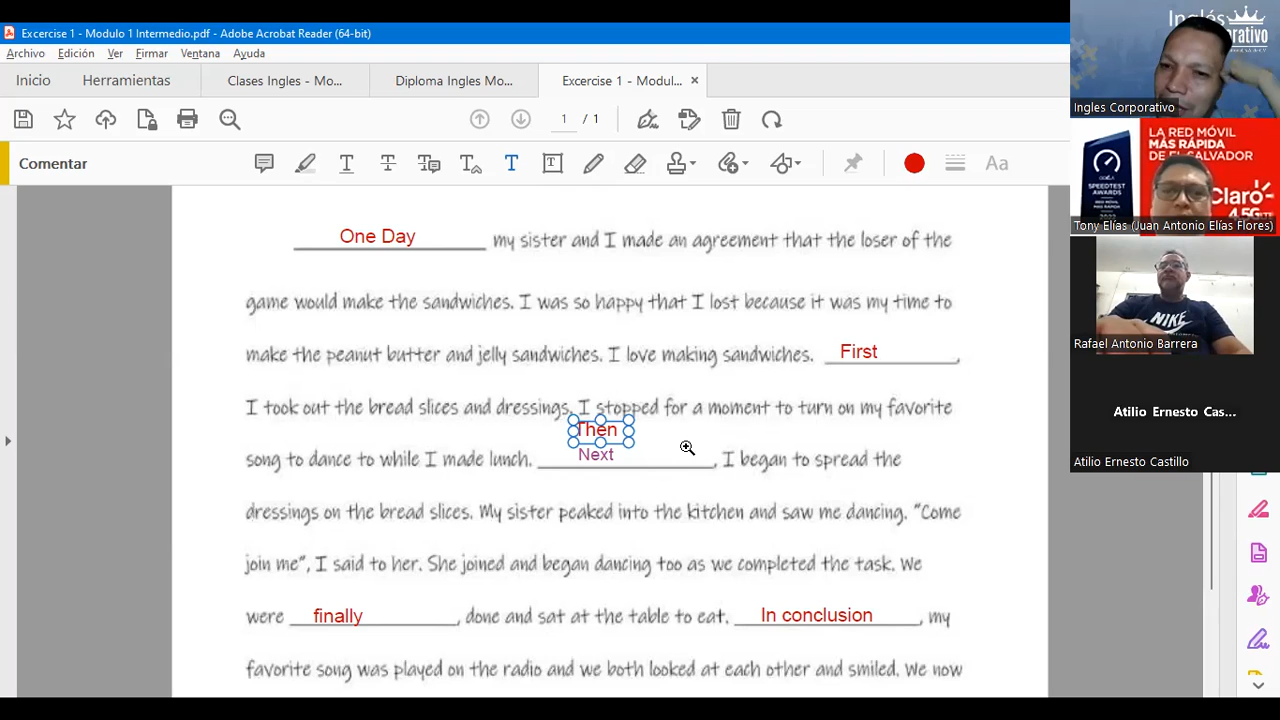 Excercise 1 - Modulo 1 Intermedio.pdf - Adobe Acrobat Reader (64-bit)
Archivo Edición Ver Firmar Ventana Ayuda
Inicio Herramientas Clases Ingles - Mo... Diploma Ingles Mo... Excercise 1 - Modul... ×
1 / 1
Comentar
Aa
One Day my sister and I made an agreement that the loser of the
game would make the sandwiches. I was so happy that I lost because it was my time to
make the peanut butter and jelly sandwiches. I love making sandwiches. First ,
I took out the bread slices and dressings. I stopped for a moment to turn on my favorite
Then
song to dance to while I made lunch. Next , I began to spread the
dressings on the bread slices. My sister peaked into the kitchen and saw me dancing. "Come
join me", I said to her. She joined and began dancing too as we completed the task. We
were finally , done and sat at the table to eat. In conclusion , my
favorite song was played on the radio and we both looked at each other and smiled. We now
Inglés
Ingles Corporativo
SPEEDTEST
AWARDS
LA RED MÓVIL
MÁS RÁPIDA
DE EL SALVADOR
Claro
4.5G
Tony Elías (Juan Antonio Elías Flores)
NIKE
Rafael Antonio Barrera
Atilio Ernesto Cas...
Atilio Ernesto Castillo